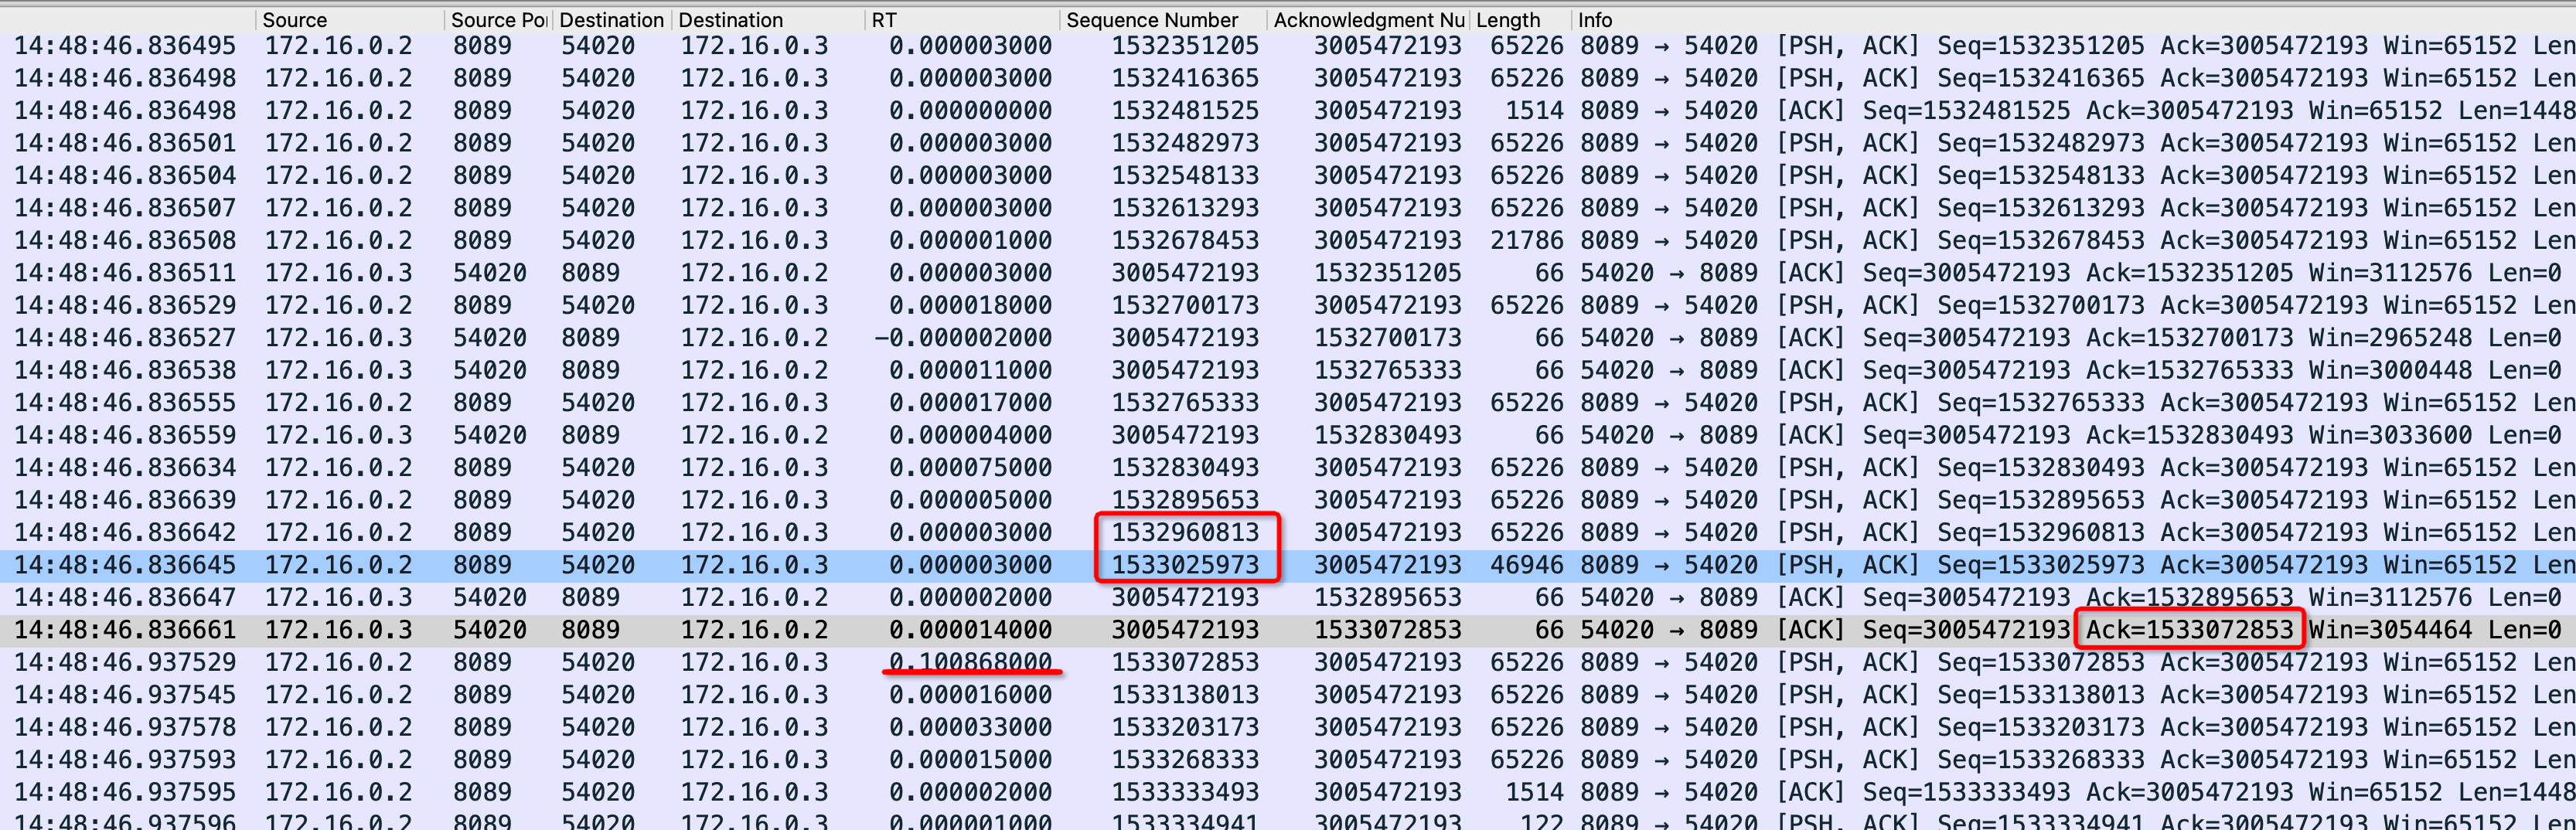 Source Source Por Destination Destination RT Sequence Number Acknowledgment Nu Length Info
14:48:46.836495 172.16.0.2 8089 54020 172.16.0.3 0.000003000 1532351205 3005472193 65226 8089 → 54020 [PSH, ACK] Seq=1532351205 Ack=3005472193 Win=65152 Len
14:48:46.836498 172.16.0.2 8089 54020 172.16.0.3 0.000003000 1532416365 3005472193 65226 8089 → 54020 [PSH, ACK] Seq=1532416365 Ack=3005472193 Win=65152 Len
14:48:46.836498 172.16.0.2 8089 54020 172.16.0.3 0.000000000 1532481525 3005472193 1514 8089 → 54020 [ACK] Seq=1532481525 Ack=3005472193 Win=65152 Len=1448
14:48:46.836501 172.16.0.2 8089 54020 172.16.0.3 0.000003000 1532482973 3005472193 65226 8089 → 54020 [PSH, ACK] Seq=1532482973 Ack=3005472193 Win=65152 Len
14:48:46.836504 172.16.0.2 8089 54020 172.16.0.3 0.000003000 1532548133 3005472193 65226 8089 → 54020 [PSH, ACK] Seq=1532548133 Ack=3005472193 Win=65152 Len
14:48:46.836507 172.16.0.2 8089 54020 172.16.0.3 0.000003000 1532613293 3005472193 65226 8089 → 54020 [PSH, ACK] Seq=1532613293 Ack=3005472193 Win=65152 Len
14:48:46.836508 172.16.0.2 8089 54020 172.16.0.3 0.000001000 1532678453 3005472193 21786 8089 → 54020 [PSH, ACK] Seq=1532678453 Ack=3005472193 Win=65152 Len
14:48:46.836511 172.16.0.3 54020 8089 172.16.0.2 0.000003000 3005472193 1532351205 66 54020 → 8089 [ACK] Seq=3005472193 Ack=1532351205 Win=3112576 Len=0
14:48:46.836529 172.16.0.2 8089 54020 172.16.0.3 0.000018000 1532700173 3005472193 65226 8089 → 54020 [PSH, ACK] Seq=1532700173 Ack=3005472193 Win=65152 Len
14:48:46.836527 172.16.0.3 54020 8089 172.16.0.2 −0.000002000 3005472193 1532700173 66 54020 → 8089 [ACK] Seq=3005472193 Ack=1532700173 Win=2965248 Len=0
14:48:46.836538 172.16.0.3 54020 8089 172.16.0.2 0.000011000 3005472193 1532765333 66 54020 → 8089 [ACK] Seq=3005472193 Ack=1532765333 Win=3000448 Len=0
14:48:46.836555 172.16.0.2 8089 54020 172.16.0.3 0.000017000 1532765333 3005472193 65226 8089 → 54020 [PSH, ACK] Seq=1532765333 Ack=3005472193 Win=65152 Len
14:48:46.836559 172.16.0.3 54020 8089 172.16.0.2 0.000004000 3005472193 1532830493 66 54020 → 8089 [ACK] Seq=3005472193 Ack=1532830493 Win=3033600 Len=0
14:48:46.836634 172.16.0.2 8089 54020 172.16.0.3 0.000075000 1532830493 3005472193 65226 8089 → 54020 [PSH, ACK] Seq=1532830493 Ack=3005472193 Win=65152 Len
14:48:46.836639 172.16.0.2 8089 54020 172.16.0.3 0.000005000 1532895653 3005472193 65226 8089 → 54020 [PSH, ACK] Seq=1532895653 Ack=3005472193 Win=65152 Len
14:48:46.836642 172.16.0.2 8089 54020 172.16.0.3 0.000003000 1532960813 3005472193 65226 8089 → 54020 [PSH, ACK] Seq=1532960813 Ack=3005472193 Win=65152 Len
14:48:46.836645 172.16.0.2 8089 54020 172.16.0.3 0.000003000 1533025973 3005472193 46946 8089 → 54020 [PSH, ACK] Seq=1533025973 Ack=3005472193 Win=65152 Len
14:48:46.836647 172.16.0.3 54020 8089 172.16.0.2 0.000002000 3005472193 1532895653 66 54020 → 8089 [ACK] Seq=3005472193 Ack=1532895653 Win=3112576 Len=0
14:48:46.836661 172.16.0.3 54020 8089 172.16.0.2 0.000014000 3005472193 1533072853 66 54020 → 8089 [ACK] Seq=3005472193 Ack=1533072853 Win=3054464 Len=0
14:48:46.937529 172.16.0.2 8089 54020 172.16.0.3 0.100868000 1533072853 3005472193 65226 8089 → 54020 [PSH, ACK] Seq=1533072853 Ack=3005472193 Win=65152 Len
14:48:46.937545 172.16.0.2 8089 54020 172.16.0.3 0.000016000 1533138013 3005472193 65226 8089 → 54020 [PSH, ACK] Seq=1533138013 Ack=3005472193 Win=65152 Len
14:48:46.937578 172.16.0.2 8089 54020 172.16.0.3 0.000033000 1533203173 3005472193 65226 8089 → 54020 [PSH, ACK] Seq=1533203173 Ack=3005472193 Win=65152 Len
14:48:46.937593 172.16.0.2 8089 54020 172.16.0.3 0.000015000 1533268333 3005472193 65226 8089 → 54020 [PSH, ACK] Seq=1533268333 Ack=3005472193 Win=65152 Len
14:48:46.937595 172.16.0.2 8089 54020 172.16.0.3 0.000002000 1533333493 3005472193 1514 8089 → 54020 [ACK] Seq=1533333493 Ack=3005472193 Win=65152 Len=1448
14:48:46.937596 172.16.0.2 8089 54020 172.16.0.3 0.000001000 1533334941 3005472193 122 8089 → 54020 [PSH, ACK] Seq=1533334941 Ack=3005472193 Win=65152 Len